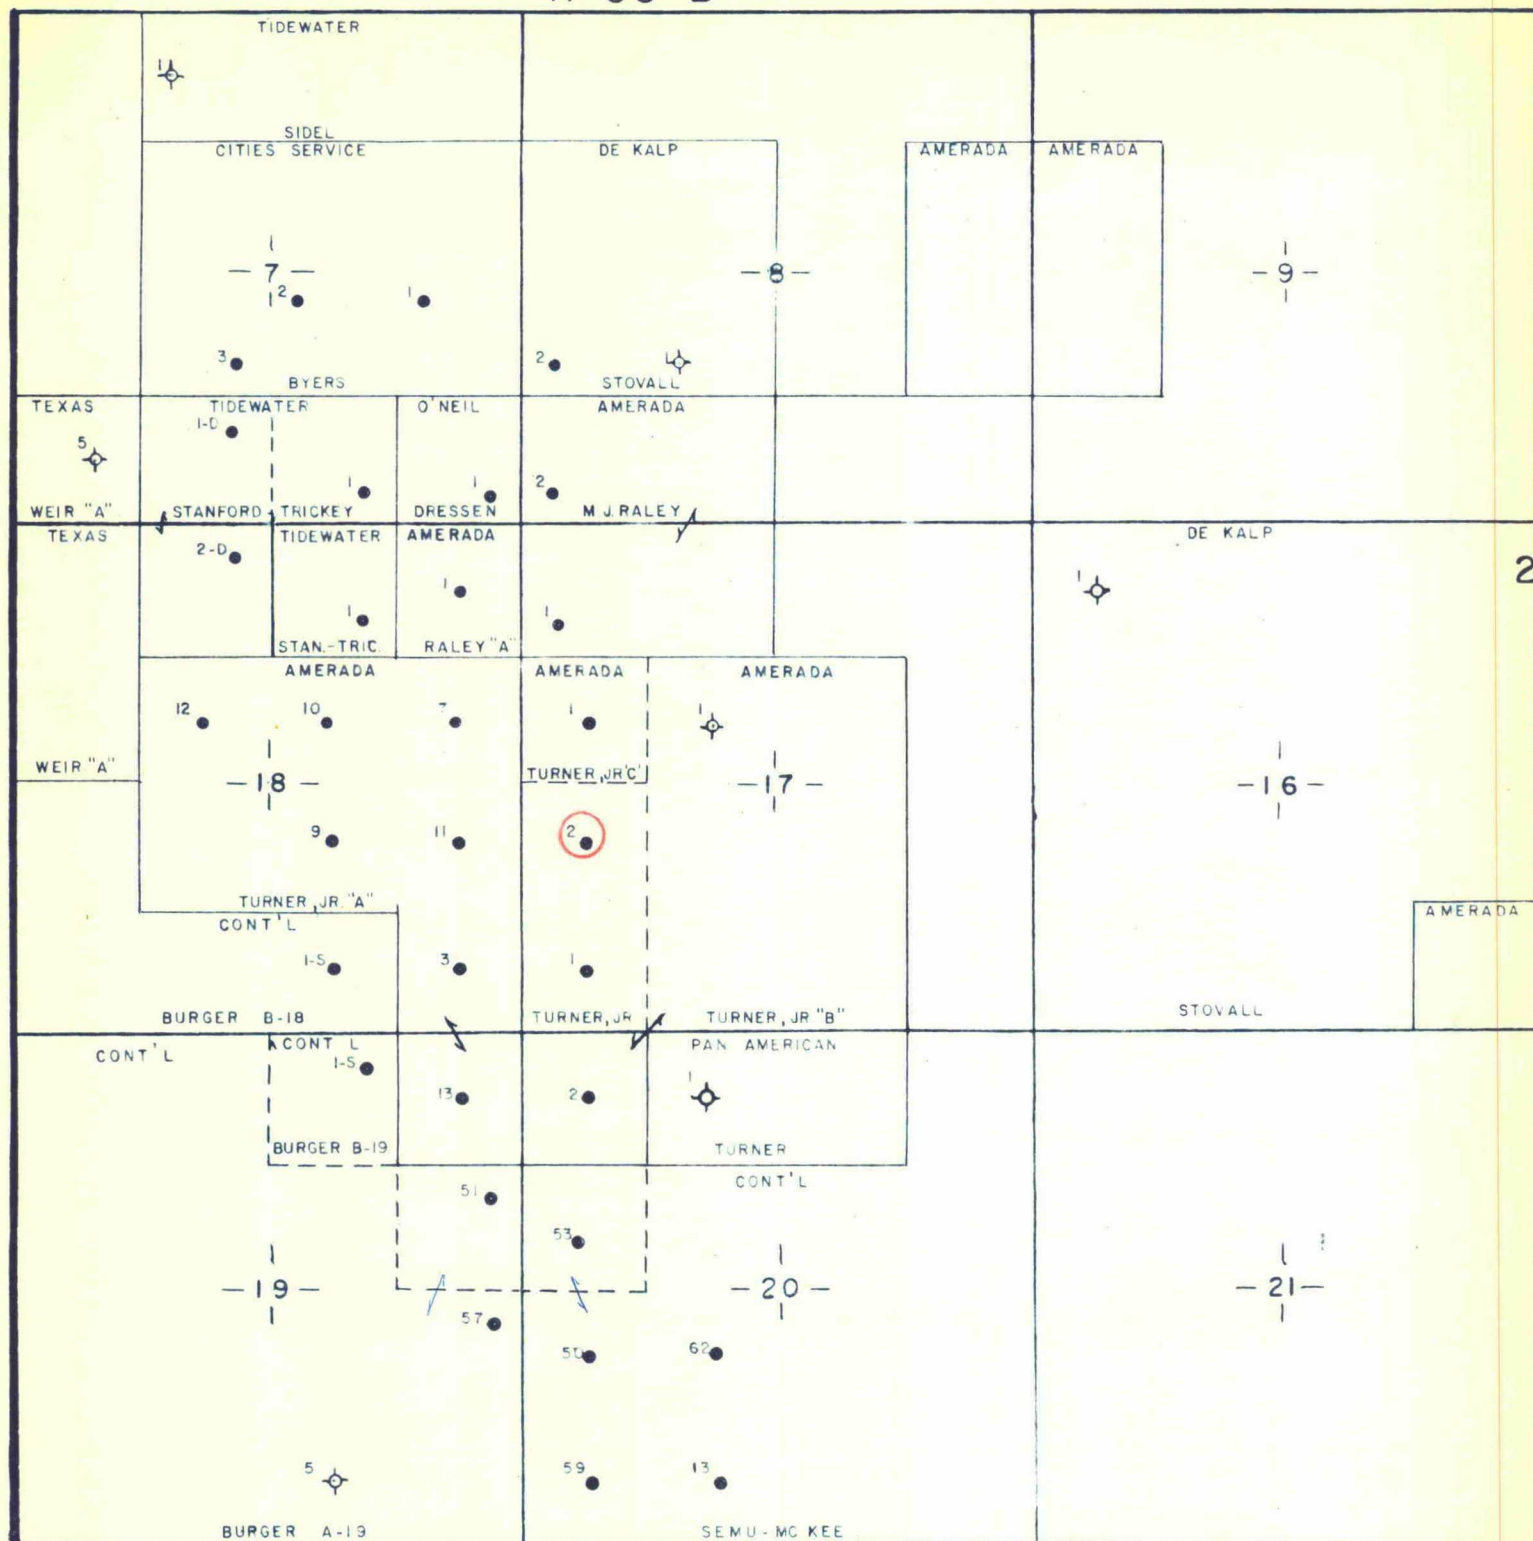 TIDEWATER
1
SIDEL
CITIES SERVICE
DE KALP
AMERADA
AMERADA
7
8
9
2
1
3
2
1
BYERS
STOVALL
TEXAS
TIDEWATER
O'NEIL
AMERADA
1-D
5
1
1
2
WEIR "A"
STANFORD
TRICKEY
DRESSEN
M J. RALEY
TEXAS
TIDEWATER
AMERADA
DE KALP
2-D
1
1
2
1
1
STAN.-TRIC.
RALEY "A"
AMERADA
AMERADA
AMERADA
12
10
7
1
1
WEIR "A"
18
TURNER, JR 'C'
17
16
9
11
2
TURNER, JR. "A"
AMERADA
CONT'L
1-S
3
1
BURGER B-18
TURNER, JR
TURNER, JR "B"
STOVALL
CONT'L
CONT L
PAN AMERICAN
1-S
13
2
1
BURGER B-19
TURNER
CONT'L
51
53
19
20
21
57
50
62
5
59
13
BURGER A-19
SEMU-MC KEE